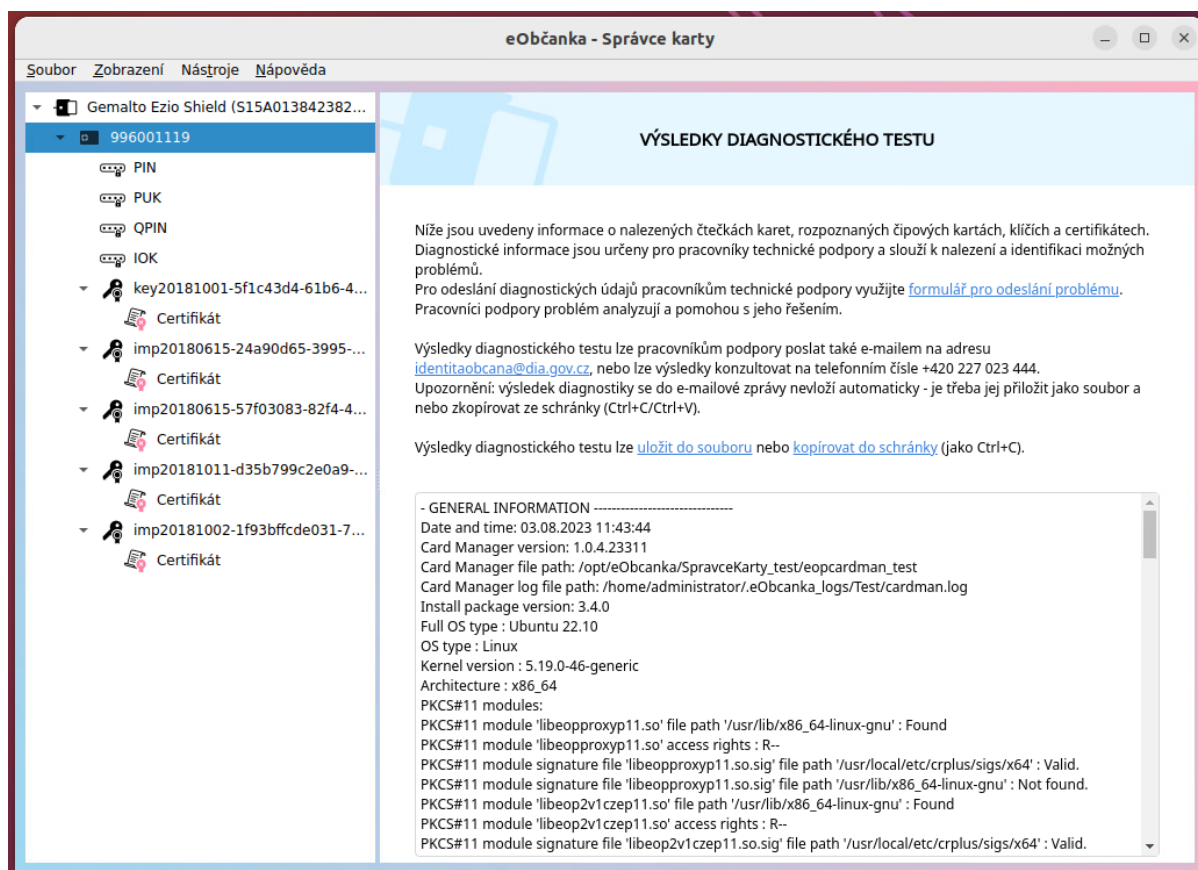 eObčanka - Správce karty
Soubor Zobrazení Nástroje Nápověda
Gemalto Ezio Shield (S15A013842382...
996001119
PIN
PUK
QPIN
IOK
key20181001-5f1c43d4-61b6-4...
Certifikát
imp20180615-24a90d65-3995-...
Certifikát
imp20180615-57f03083-82f4-4...
Certifikát
imp20181011-d35b799c2e0a9-...
Certifikát
imp20181002-1f93bffcde031-7...
Certifikát
VÝSLEDKY DIAGNOSTICKÉHO TESTU
Níže jsou uvedeny informace o nalezených čtečkách karet, rozpoznaných čipových kartách, klíčích a certifikátech.
Diagnostické informace jsou určeny pro pracovníky technické podpory a slouží k nalezení a identifikaci možných
problémů.
Pro odeslání diagnostických údajů pracovníkům technické podpory využijte formulář pro odeslání problému.
Pracovníci podpory problém analyzují a pomohou s jeho řešením.
Výsledky diagnostického testu lze pracovníkům podpory poslat také e-mailem na adresu
identitaobcana@dia.gov.cz, nebo lze výsledky konzultovat na telefonním čísle +420 227 023 444.
Upozornění: výsledek diagnostiky se do e-mailové zprávy nevloží automaticky - je třeba jej přiložit jako soubor a
nebo zkopírovat ze schránky (Ctrl+C/Ctrl+V).
Výsledky diagnostického testu lze uložit do souboru nebo kopírovat do schránky (jako Ctrl+C).
- GENERAL INFORMATION --------------------------------
Date and time: 03.08.2023 11:43:44
Card Manager version: 1.0.4.23311
Card Manager file path: /opt/eObcanka/SpravceKarty_test/eopcardman_test
Card Manager log file path: /home/administrator/.eObcanka_logs/Test/cardman.log
Install package version: 3.4.0
Full OS type : Ubuntu 22.10
OS type : Linux
Kernel version : 5.19.0-46-generic
Architecture : x86_64
PKCS#11 modules:
PKCS#11 module 'libeopproxyp11.so' file path '/usr/lib/x86_64-linux-gnu' : Found
PKCS#11 module 'libeopproxyp11.so' access rights : R--
PKCS#11 module signature file 'libeopproxyp11.so.sig' file path '/usr/local/etc/crplus/sigs/x64' : Valid.
PKCS#11 module signature file 'libeopproxyp11.so.sig' file path '/usr/lib/x86_64-linux-gnu' : Not found.
PKCS#11 module 'libeop2v1czep11.so' file path '/usr/lib/x86_64-linux-gnu' : Found
PKCS#11 module 'libeop2v1czep11.so' access rights : R--
PKCS#11 module signature file 'libeop2v1czep11.so.sig' file path '/usr/local/etc/crplus/sigs/x64' : Valid.